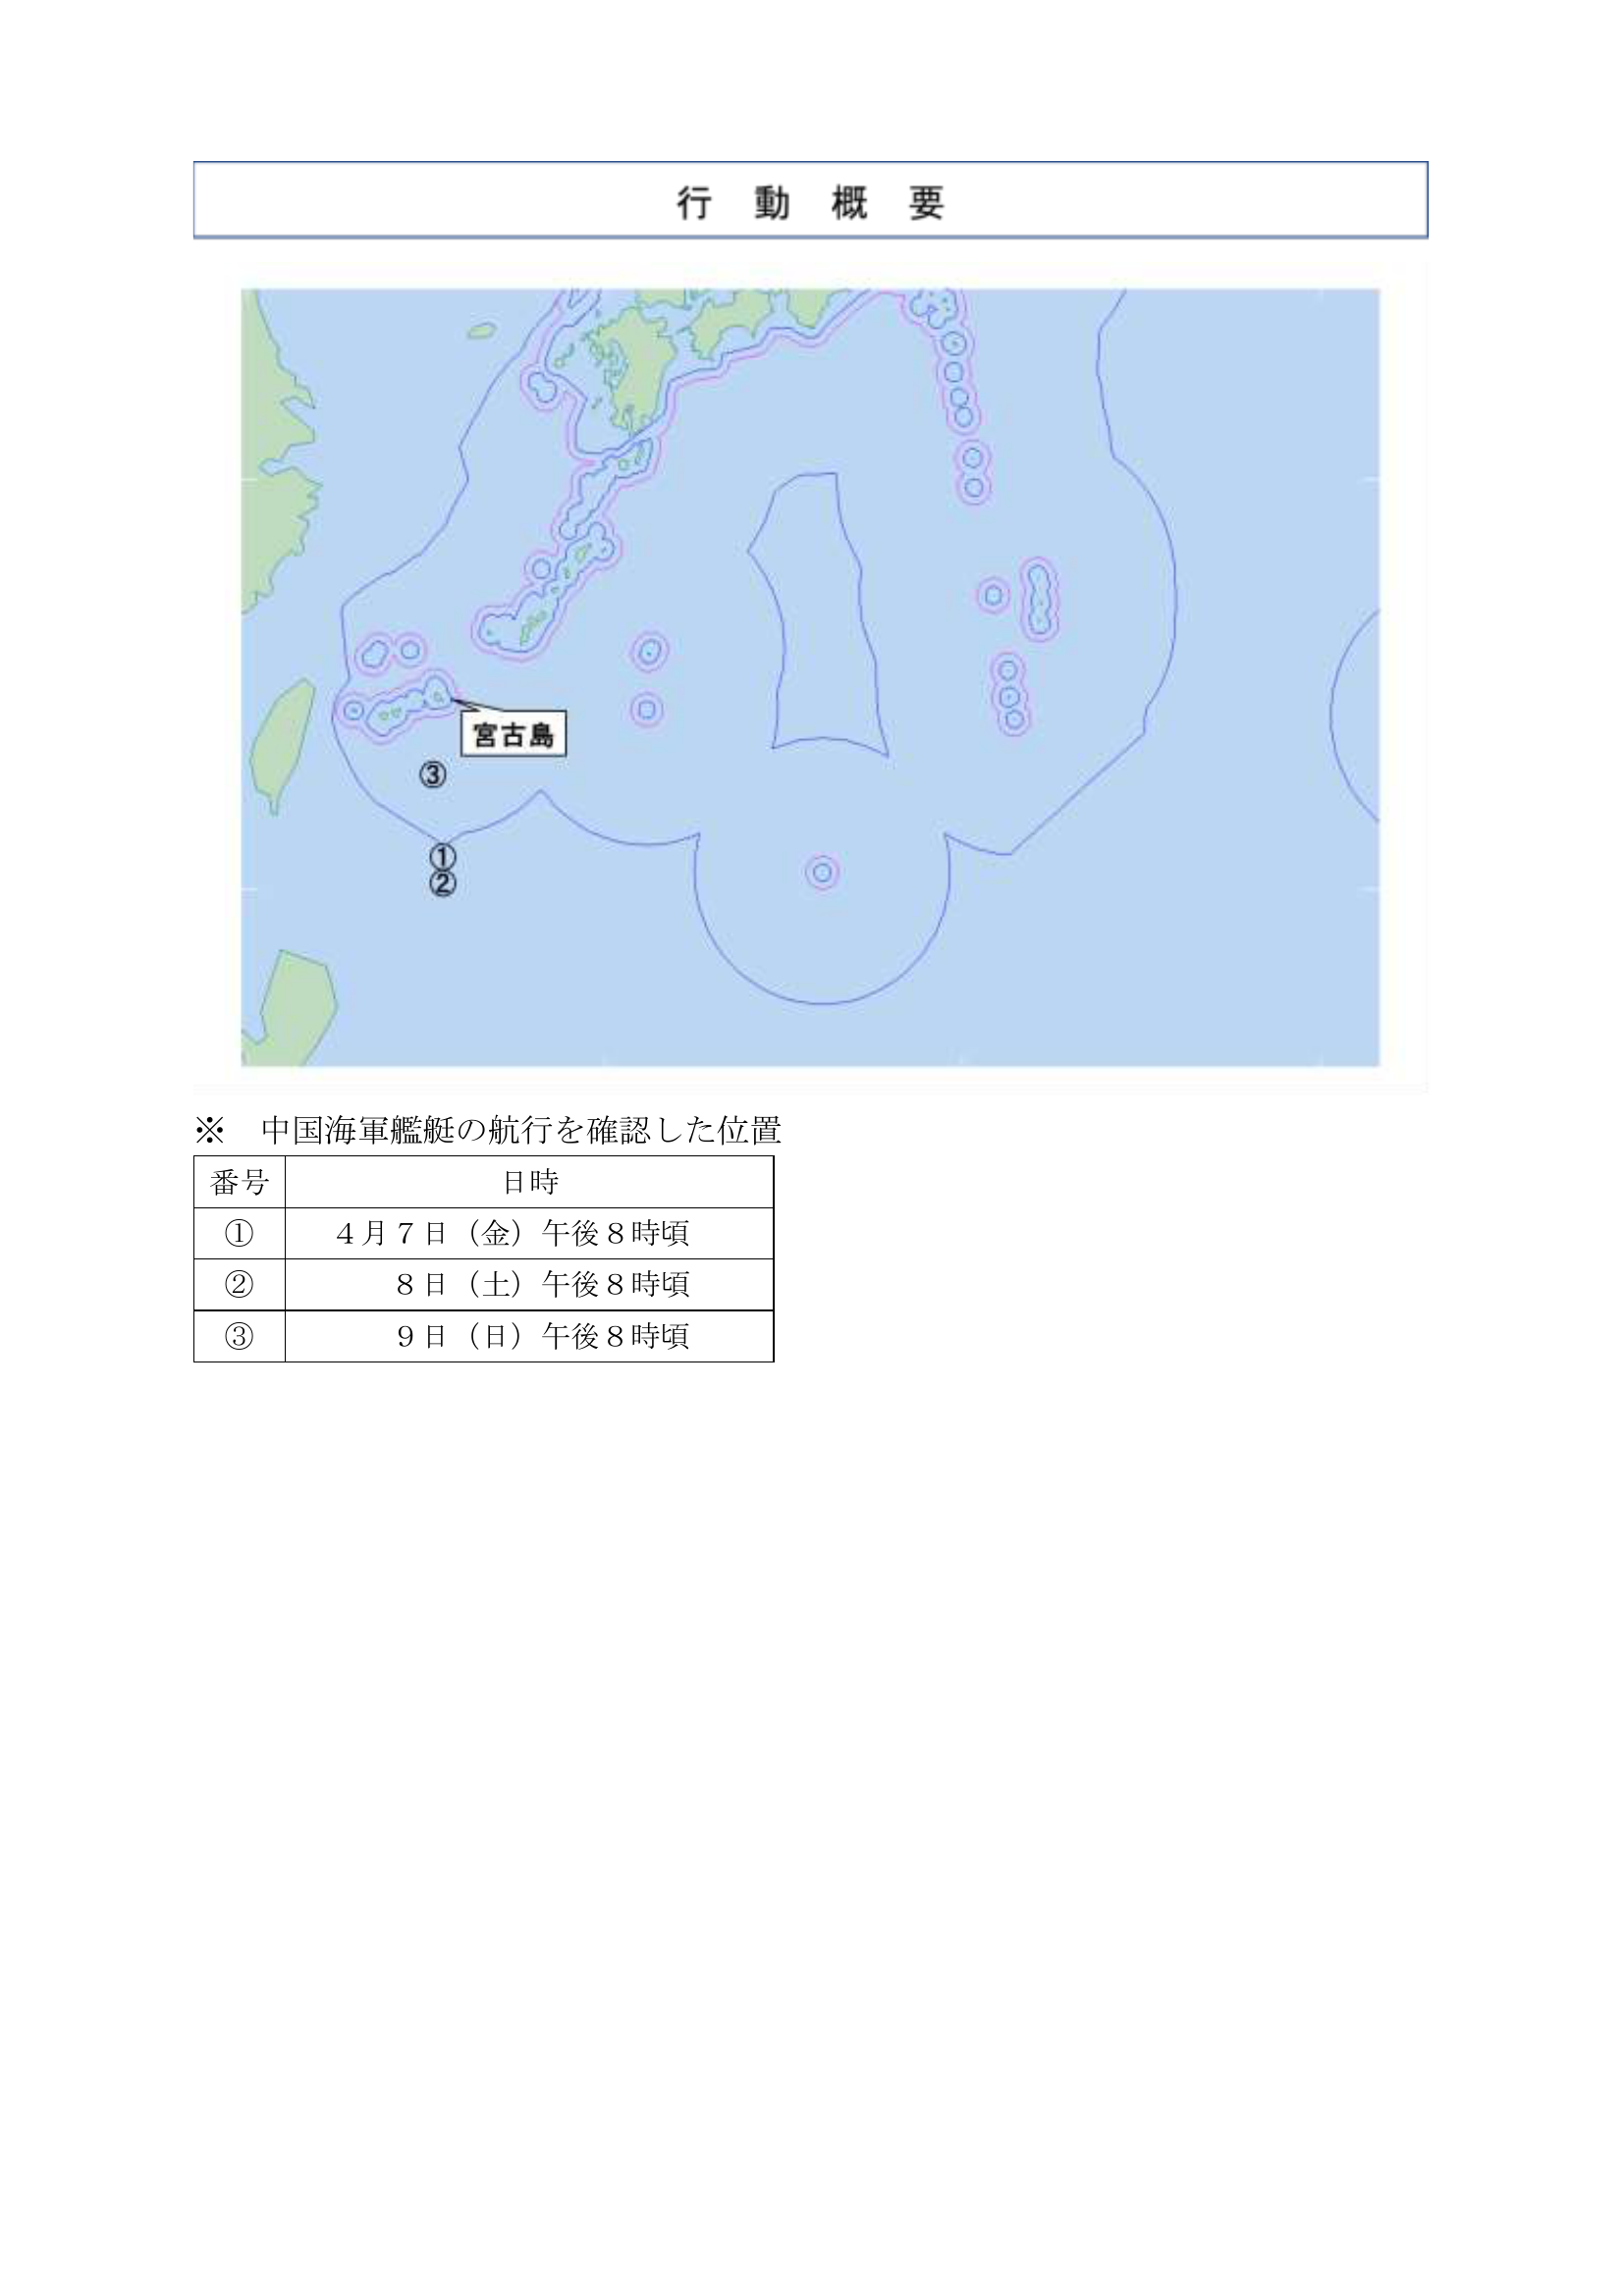 行　動　概　要
宮古島
③
①
②
※　中国海軍艦艇の航行を確認した位置
番号　日時
①　４月７日（金）午後８時頃
②　８日（土）午後８時頃
③　９日（日）午後８時頃